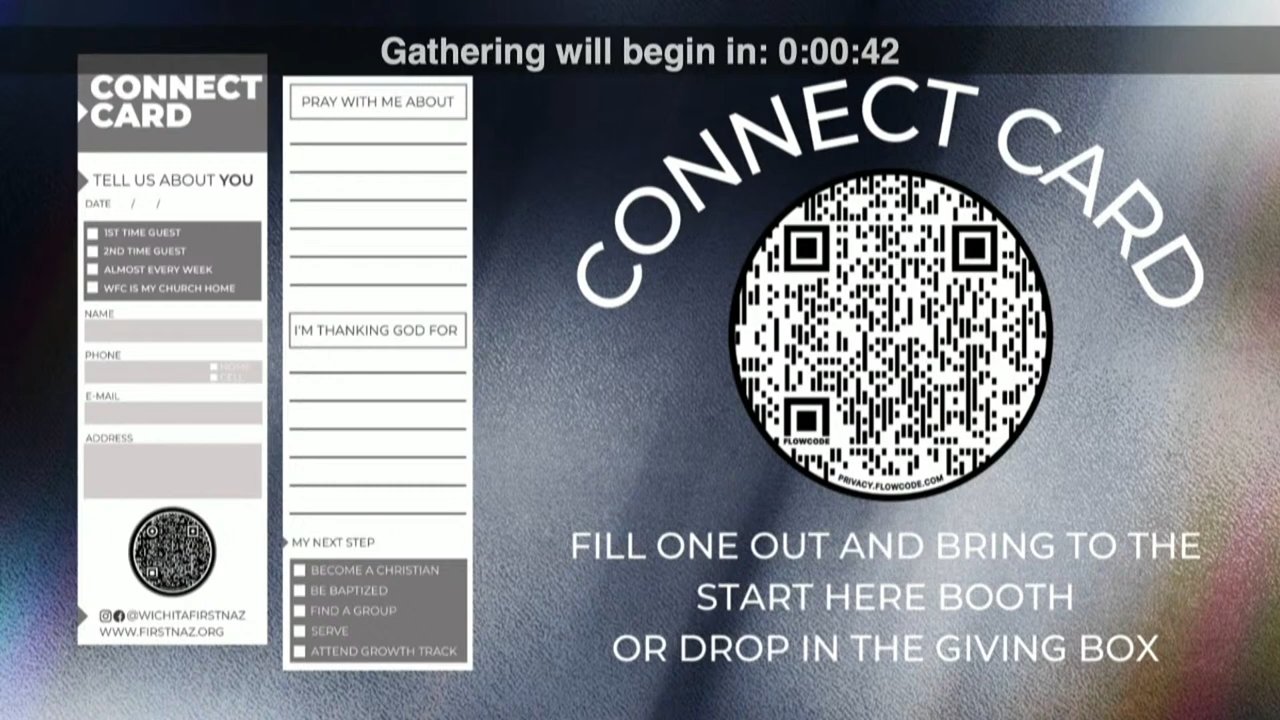 Gathering will begin in: 0:00:42
CONNECT
CARD
TELL US ABOUT YOU
DATE / /
1ST TIME GUEST
2ND TIME GUEST
ALMOST EVERY WEEK
WFC IS MY CHURCH HOME
NAME
PHONE
HOME
CELL
E-MAIL
ADDRESS
@WICHITAFIRSTNAZ
WWW.FIRSTNAZ.ORG
PRAY WITH ME ABOUT
I'M THANKING GOD FOR
MY NEXT STEP
BECOME A CHRISTIAN
BE BAPTIZED
FIND A GROUP
SERVE
ATTEND GROWTH TRACK
CONNECT CARD
FLOWCODE
PRIVACY.FLOWCODE.COM
FILL ONE OUT AND BRING TO THE
START HERE BOOTH
OR DROP IN THE GIVING BOX